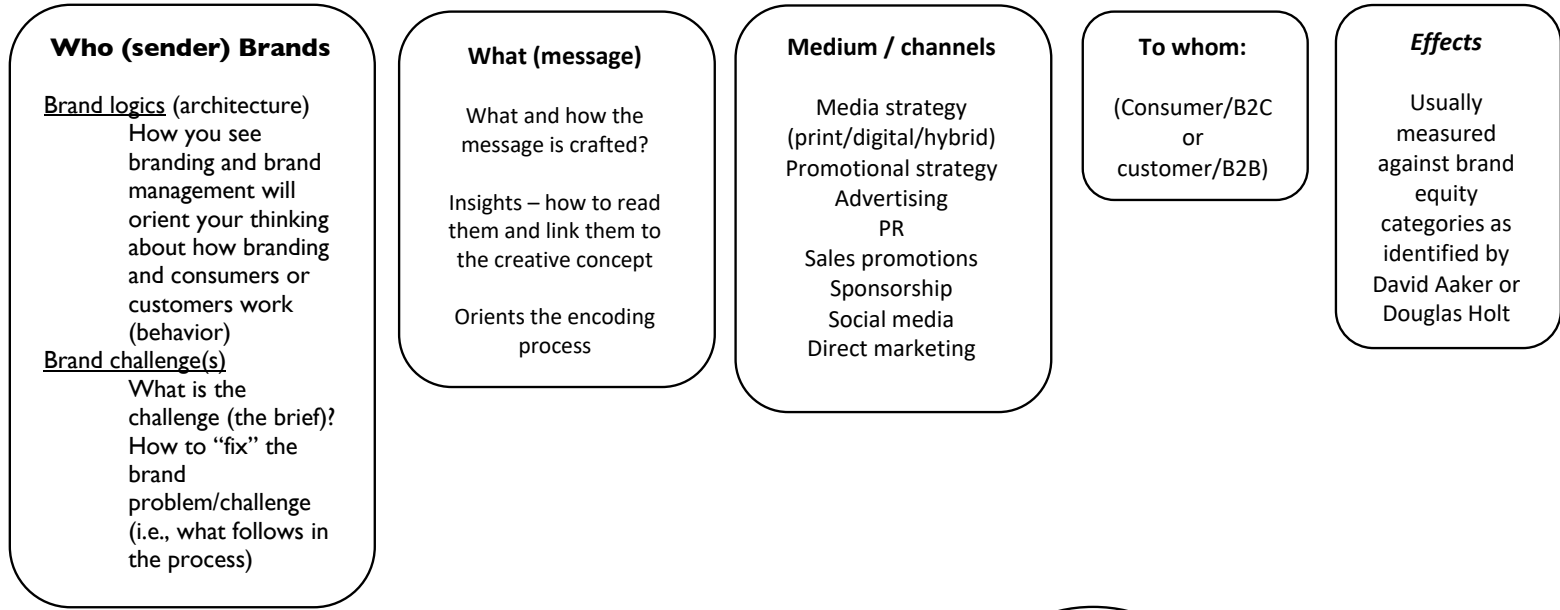 Who (sender) Brands
Brand logics (architecture)
How you see
branding and brand
management will
orient your thinking
about how branding
and consumers or
customers work
(behavior)
Brand challenge(s)
What is the
challenge (the brief)?
How to “fix” the
brand
problem/challenge
(i.e., what follows in
the process)
What (message)
What and how the
message is crafted?
Insights – how to read
them and link them to
the creative concept
Orients the encoding
process
Medium / channels
Media strategy
(print/digital/hybrid)
Promotional strategy
Advertising
PR
Sales promotions
Sponsorship
Social media
Direct marketing
To whom:
(Consumer/B2C
or
customer/B2B)
Effects
Usually
measured
against brand
equity
categories as
identified by
David Aaker or
Douglas Holt